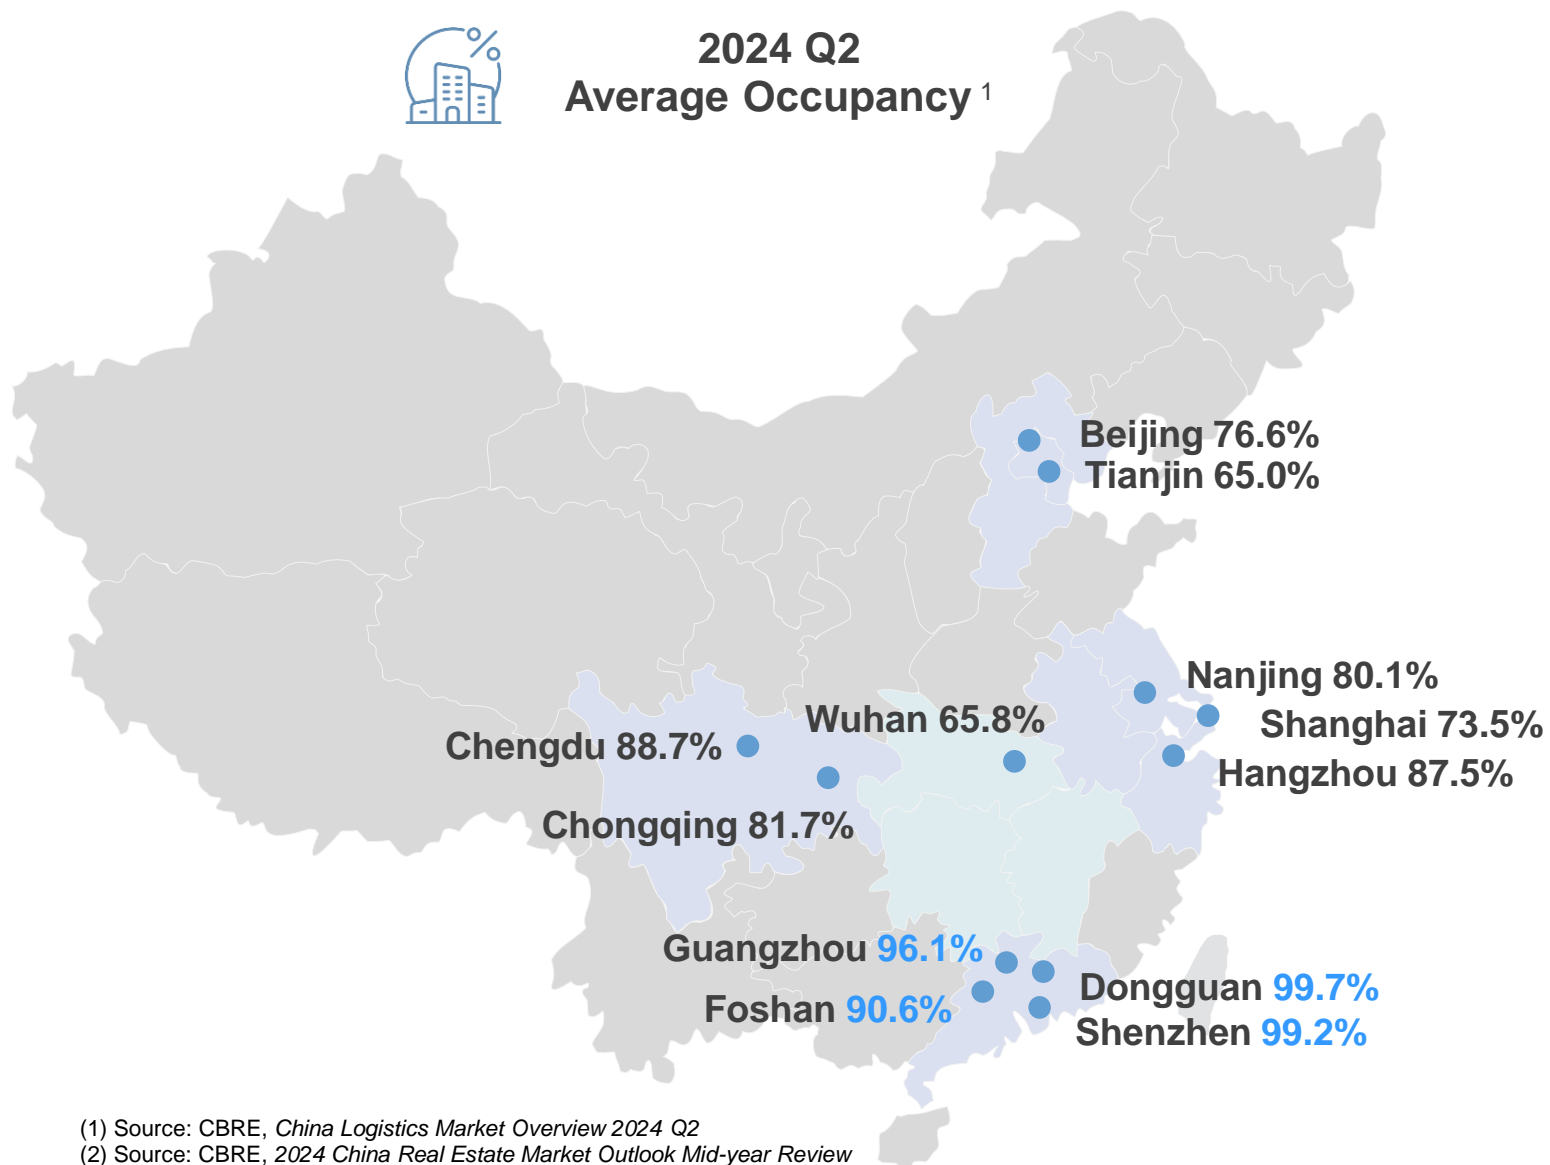 2024 Q2
Average Occupancy 1
Beijing 76.6%
Tianjin 65.0%
Nanjing 80.1%
Wuhan 65.8%
Shanghai 73.5%
Chengdu 88.7%
Hangzhou 87.5%
Chongqing 81.7%
Guangzhou 96.1%
Dongguan 99.7%
Foshan 90.6%
Shenzhen 99.2%
(1) Source: CBRE, China Logistics Market Overview 2024 Q2
(2) Source: CBRE, 2024 China Real Estate Market Outlook Mid-year Review